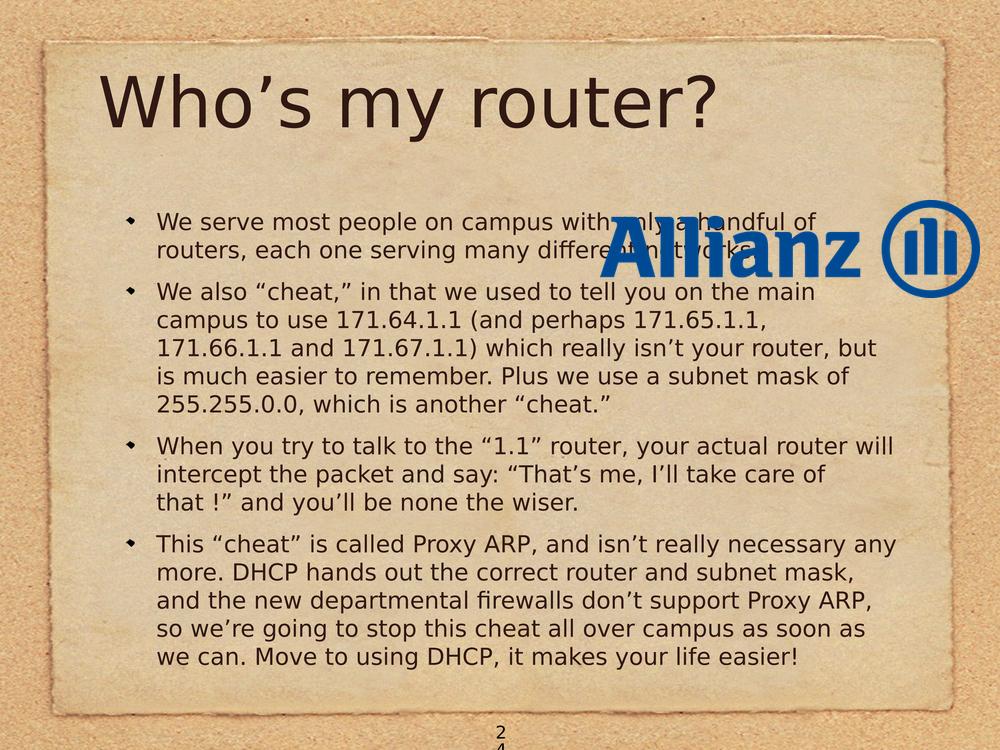 Who’s my router?
We serve most people on campus with only a handful of
routers, each one serving many different networks.
Allianz
We also “cheat,” in that we used to tell you on the main
campus to use 171.64.1.1 (and perhaps 171.65.1.1,
171.66.1.1 and 171.67.1.1) which really isn’t your router, but
is much easier to remember. Plus we use a subnet mask of
255.255.0.0, which is another “cheat.”
When you try to talk to the “1.1” router, your actual router will
intercept the packet and say: “That’s me, I’ll take care of
that !” and you’ll be none the wiser.
This “cheat” is called Proxy ARP, and isn’t really necessary any
more. DHCP hands out the correct router and subnet mask,
and the new departmental firewalls don’t support Proxy ARP,
so we’re going to stop this cheat all over campus as soon as
we can. Move to using DHCP, it makes your life easier!
2
4